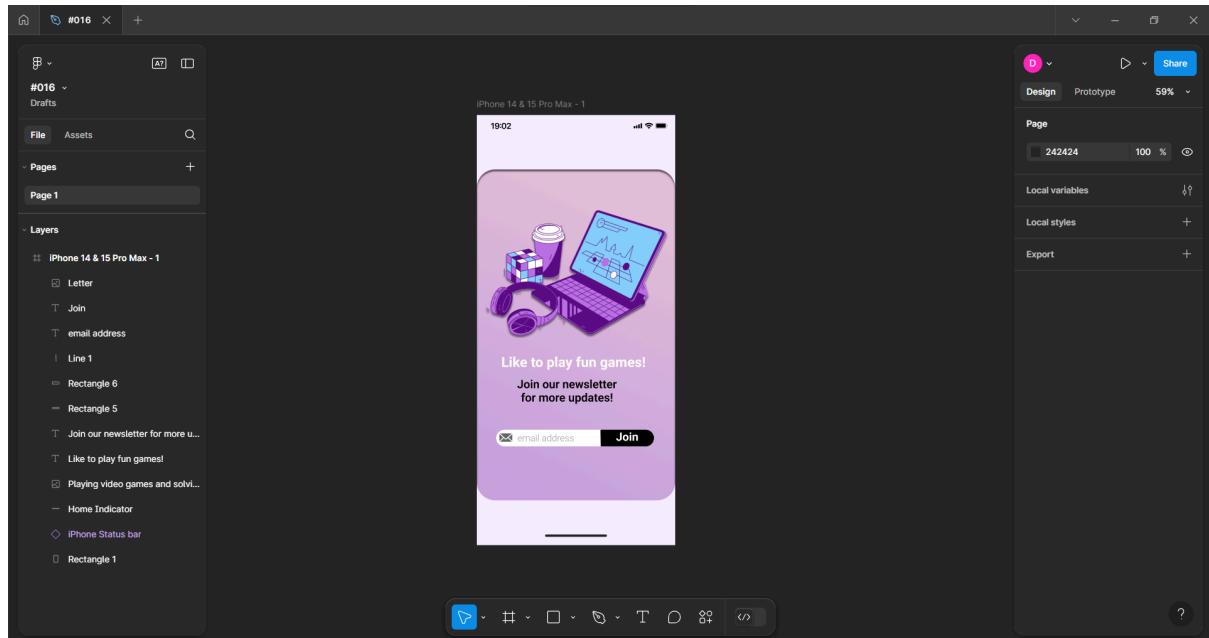 #016
A?
#016
Drafts
File
Assets
Pages
Page 1
Layers
iPhone 14 & 15 Pro Max - 1
Letter
Join
email address
Line 1
Rectangle 6
Rectangle 5
Join our newsletter for more u...
Like to play fun games!
Playing video games and solvi...
Home Indicator
iPhone Status bar
Rectangle 1
iPhone 14 & 15 Pro Max - 1
19:02
Like to play fun games!
Join our newsletter
for more updates!
email address
Join
D
Share
Design
Prototype
59%
Page
242424
100 %
Local variables
Local styles
Export
?